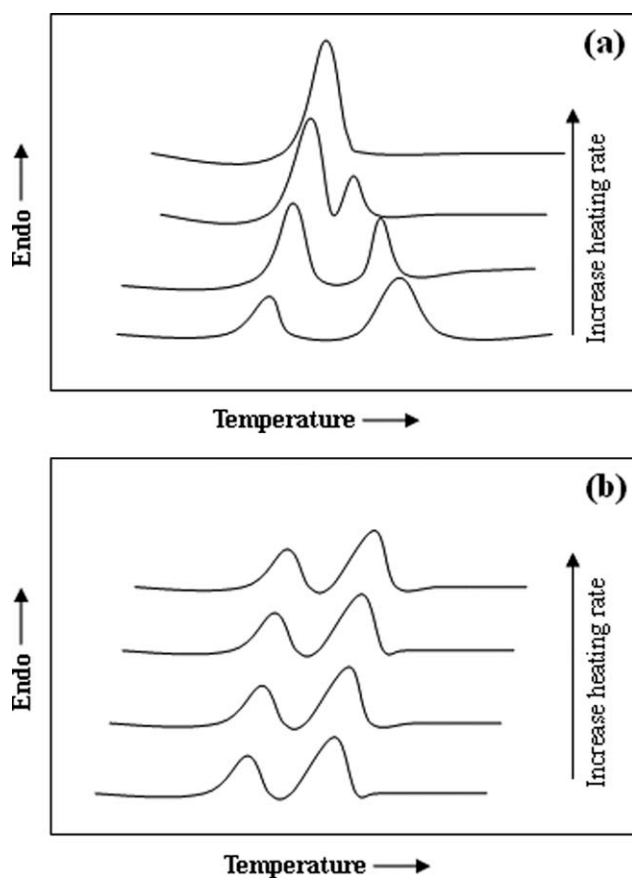 (a)
Endo
Increase heating rate
Temperature
(b)
Endo
Increase heating rate
Temperature